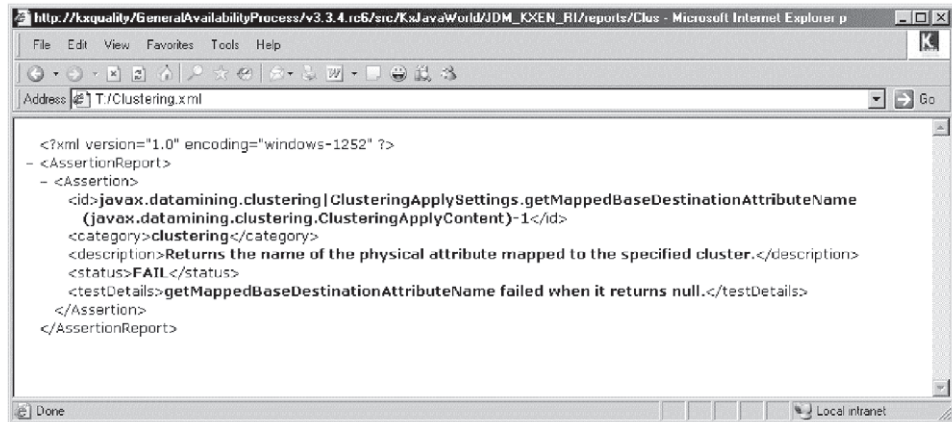 http://kxquality/GeneralAvailabilityProcess/v3.3.4.rc6/src/KxJavaWorld/JDM_KXEN_RI/reports/Clus - Microsoft Internet Explorer p
File Edit View Favorites Tools Help
Address T:/Clustering.xml Go
<?xml version="1.0" encoding="windows-1252" ?>
- <AssertionReport>
- <Assertion>
<id>javax.datamining.clustering|ClusteringApplySettings.getMappedBaseDestinationAttributeName
(javax.datamining.clustering.ClusteringApplyContent)-1</id>
<category>clustering</category>
<description>Returns the name of the physical attribute mapped to the specified cluster.</description>
<status>FAIL</status>
<testDetails>getMappedBaseDestinationAttributeName failed when it returns null.</testDetails>
</Assertion>
</AssertionReport>
Done Local intranet